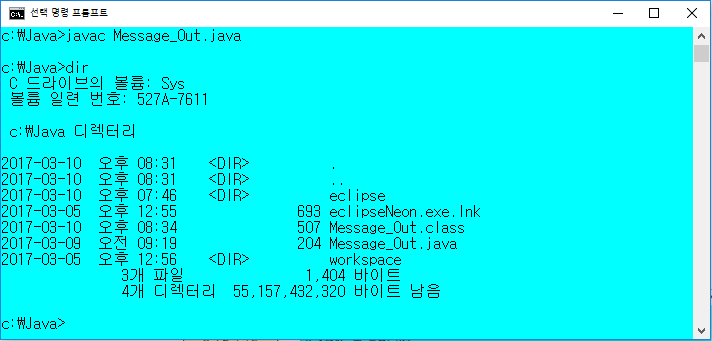 선택 명령 프롬프트
c:₩Java>javac Message_Out.java
c:₩Java>dir
C 드라이브의 볼륨: Sys
볼륨 일련 번호: 527A-7611
c:₩Java 디렉터리
2017-03-10 오후 08:31 <DIR> .
2017-03-10 오후 08:31 <DIR> ..
2017-03-10 오후 07:46 <DIR> eclipse
2017-03-05 오후 12:55 693 eclipseNeon.exe.lnk
2017-03-10 오후 08:34 507 Message_Out.class
2017-03-09 오전 09:19 204 Message_Out.java
2017-03-05 오후 12:56 <DIR> workspace
3개 파일 1,404 바이트
4개 디렉터리 55,157,432,320 바이트 남음
c:₩Java>